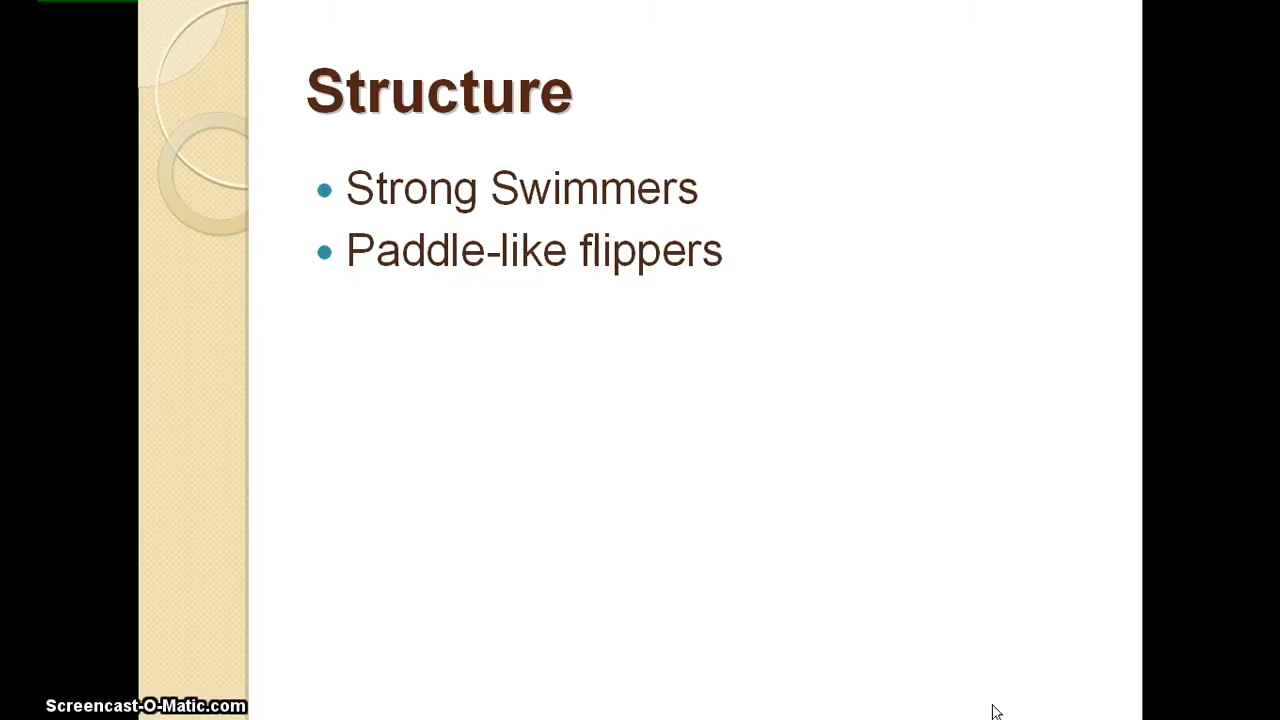 Structure
Strong Swimmers
Paddle-like flippers
Screencast-O-Matic.com